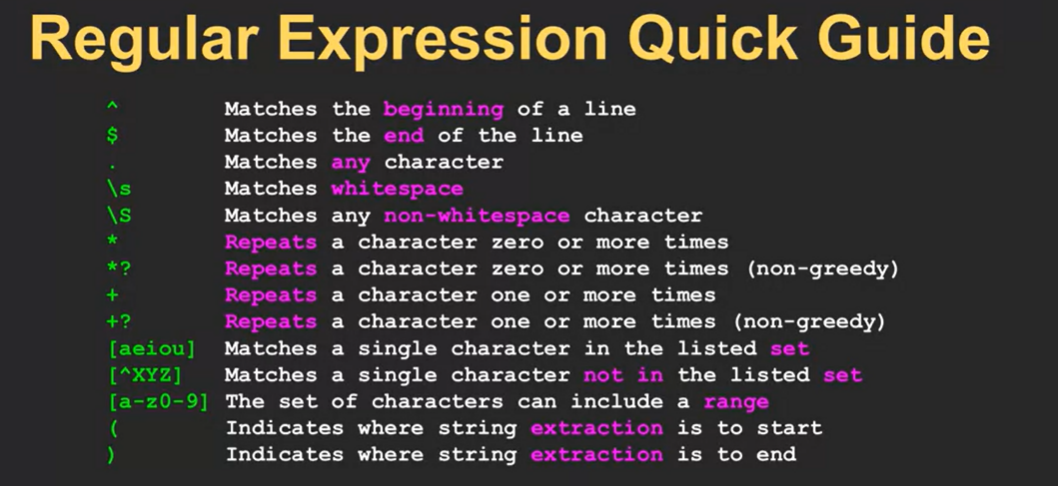 Regular Expression Quick Guide
^ Matches the beginning of a line
$ Matches the end of the line
. Matches any character
\s Matches whitespace
\S Matches any non-whitespace character
* Repeats a character zero or more times
*? Repeats a character zero or more times (non-greedy)
+ Repeats a character one or more times
+? Repeats a character one or more times (non-greedy)
[aeiou] Matches a single character in the listed set
[^XYZ] Matches a single character not in the listed set
[a-z0-9] The set of characters can include a range
( Indicates where string extraction is to start
) Indicates where string extraction is to end